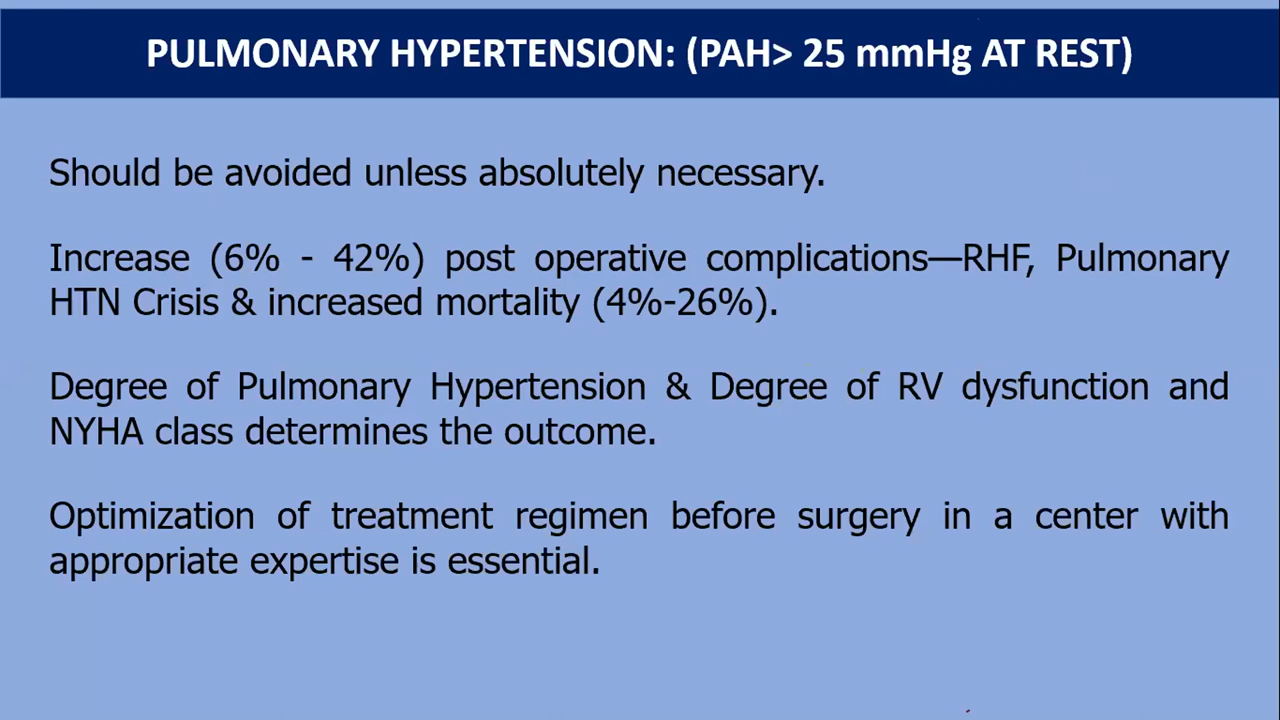 PULMONARY HYPERTENSION: (PAH> 25 mmHg AT REST)
Should be avoided unless absolutely necessary.
Increase (6% - 42%) post operative complications—RHF, Pulmonary
HTN Crisis & increased mortality (4%-26%).
Degree of Pulmonary Hypertension & Degree of RV dysfunction and
NYHA class determines the outcome.
Optimization of treatment regimen before surgery in a center with
appropriate expertise is essential.